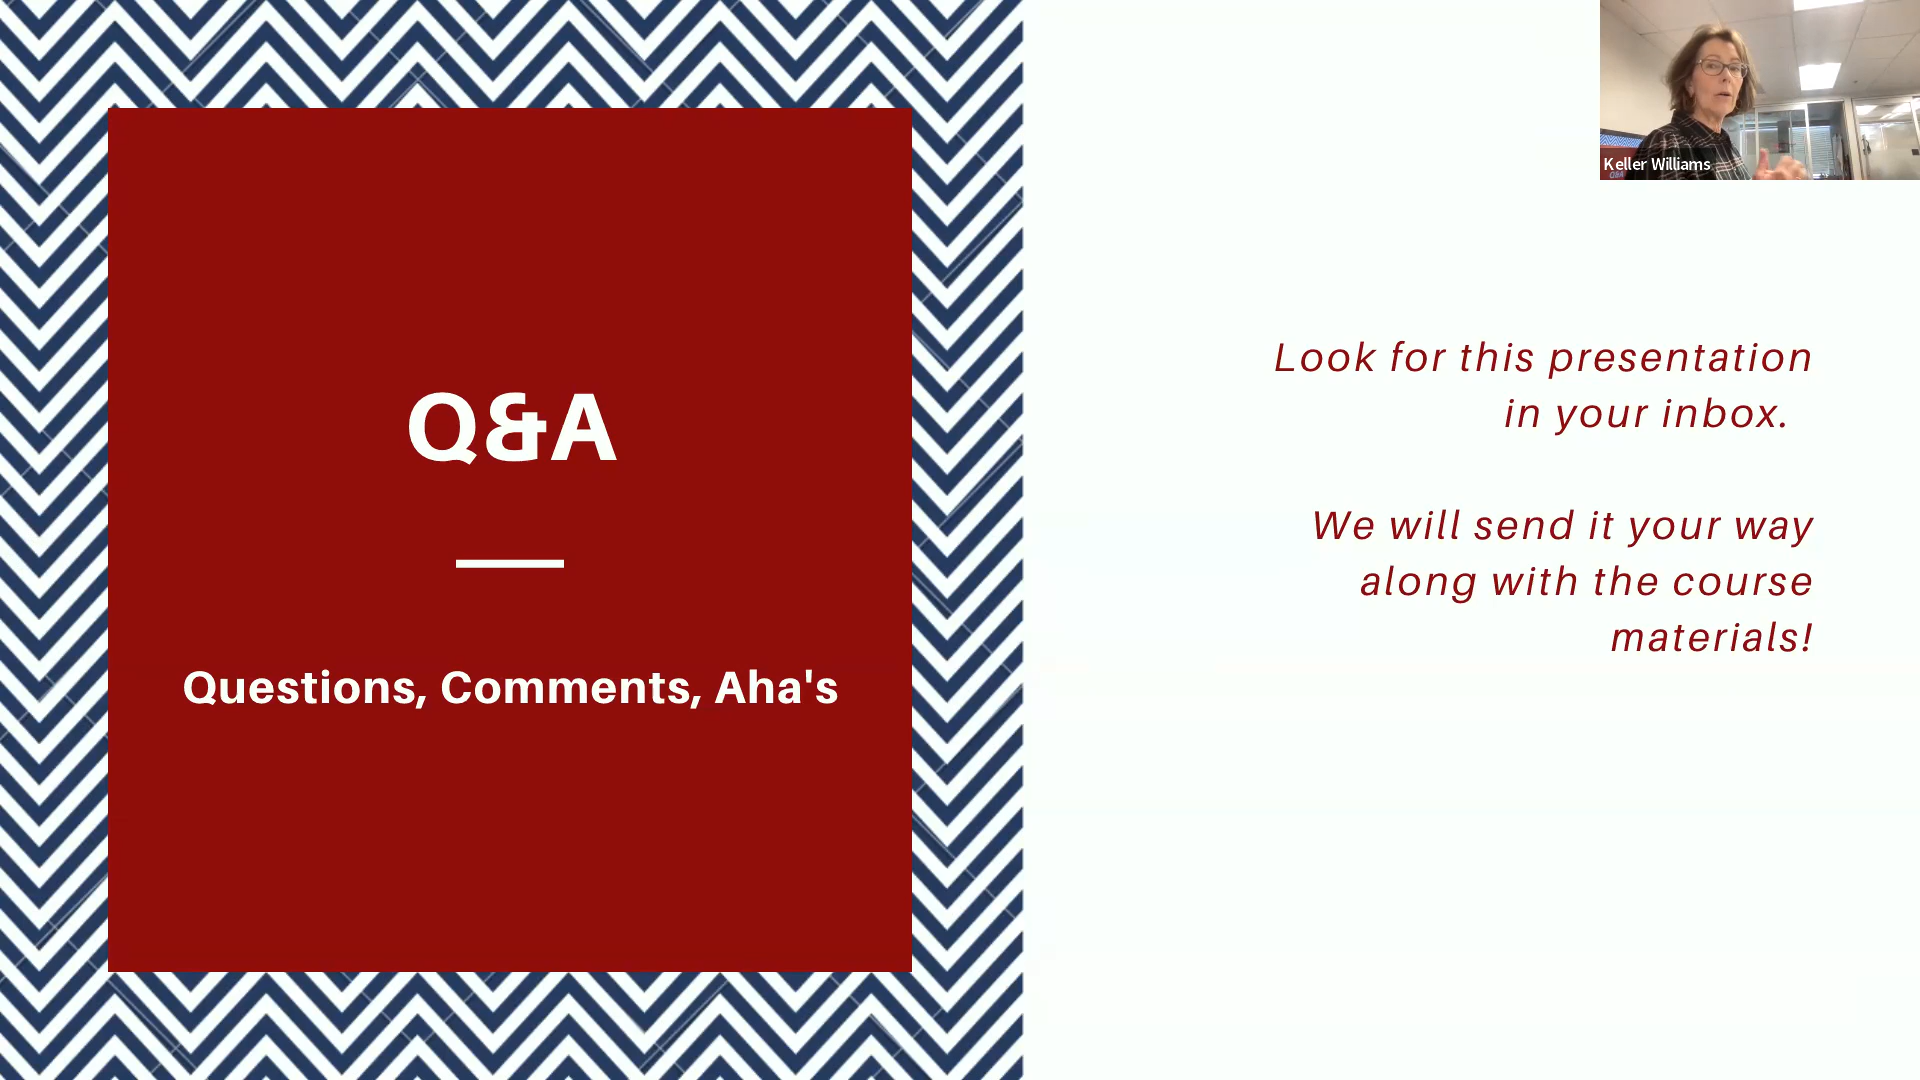 Q&A
Questions, Comments, Aha's
Keller Williams
Look for this presentation
in your inbox.
We will send it your way
along with the course
materials!